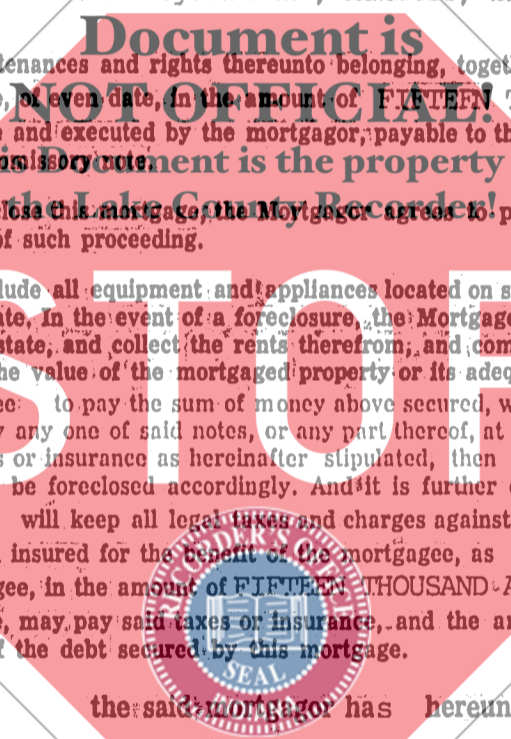 Document is
tenances and rights thereunto belonging, toget
NOT OFFICIAL!
of even date, in the amount of FIFTEEN
and executed by the mortgagor, payable to th
Document is the property
promissory note.
the Lake County Recorder!
close this mortgage, the Mortgagor agrees to p
of such proceeding.
STOP
lude all equipment and appliances located on s
ate. In the event of a foreclosure, the Mortgage
state, and collect the rents therefrom, and com
he value of the mortgaged property or its adeq
to pay the sum of money above secured, w
y any one of said notes, or any part thereof, at
s or insurance as hereinafter stipulated, then
be foreclosed accordingly. And it is further
will keep all legal taxes and charges against
insured for the benefit of the mortgagee, as
gee, in the amount of FIFTEEN THOUSAND A
, may pay said taxes or insurance, and the am
f the debt secured by this mortgage.
RECORDER'S OFFICE
SEAL
the said mortgagor has hereun